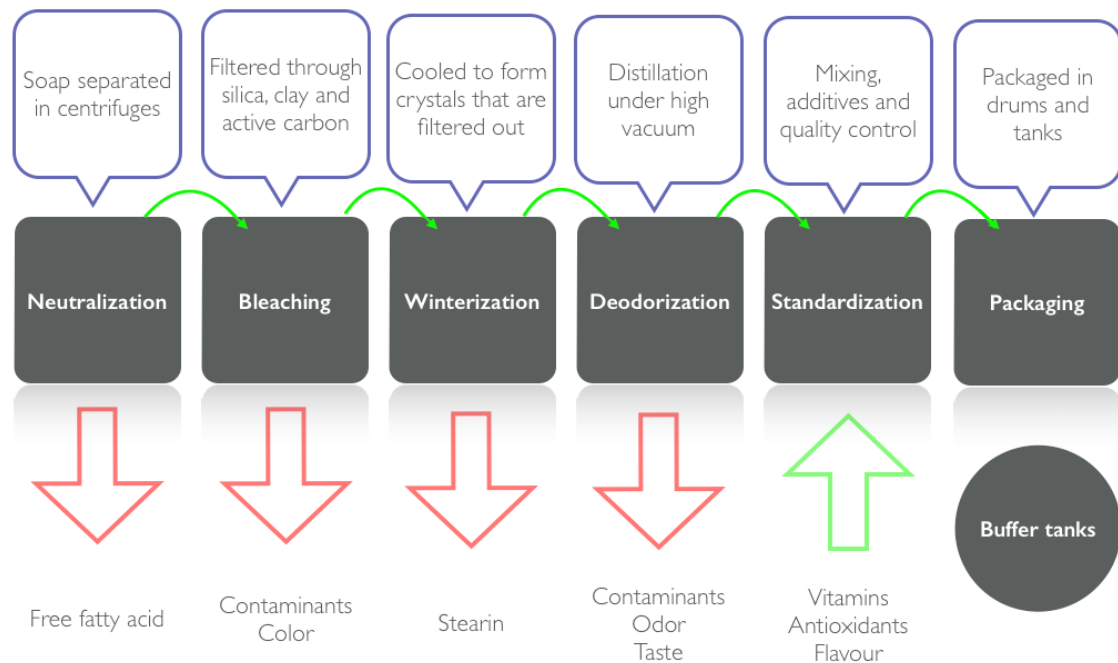 Soap separated
in centrifuges
Filtered through
silica, clay and
active carbon
Cooled to form
crystals that are
filtered out
Distillation
under high
vacuum
Mixing,
additives and
quality control
Packaged in
drums and
tanks
Neutralization
Bleaching
Winterization
Deodorization
Standardization
Packaging
Free fatty acid
Contaminants
Color
Stearin
Contaminants
Odor
Taste
Vitamins
Antioxidants
Flavour
Buffer tanks